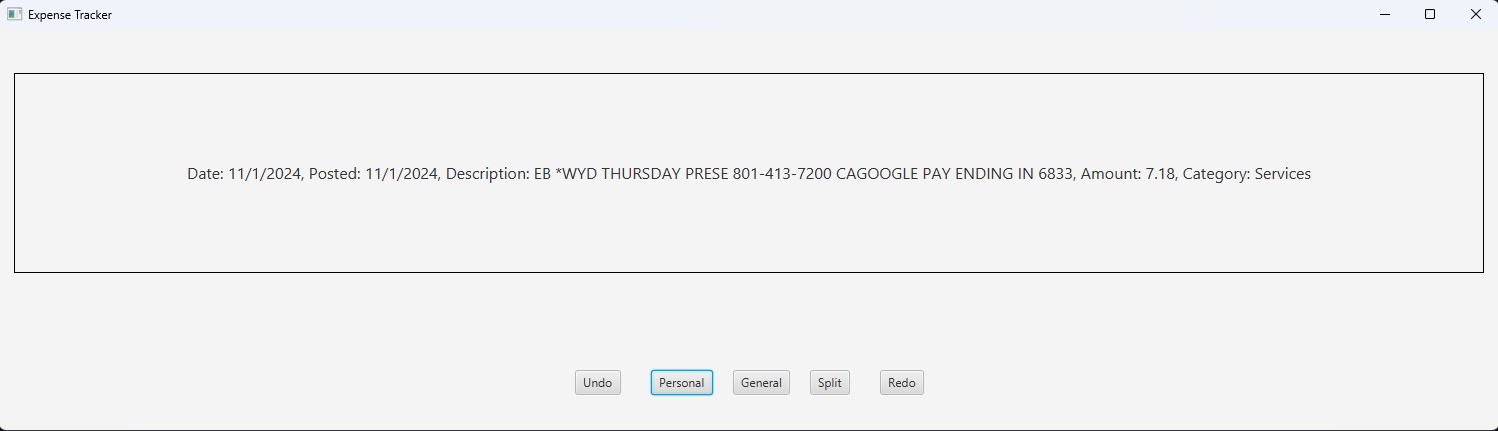 Expense Tracker
Date: 11/1/2024, Posted: 11/1/2024, Description: EB *WYD THURSDAY PRESE 801-413-7200 CAGOOGLE PAY ENDING IN 6833, Amount: 7.18, Category: Services
Undo Personal General Split Redo